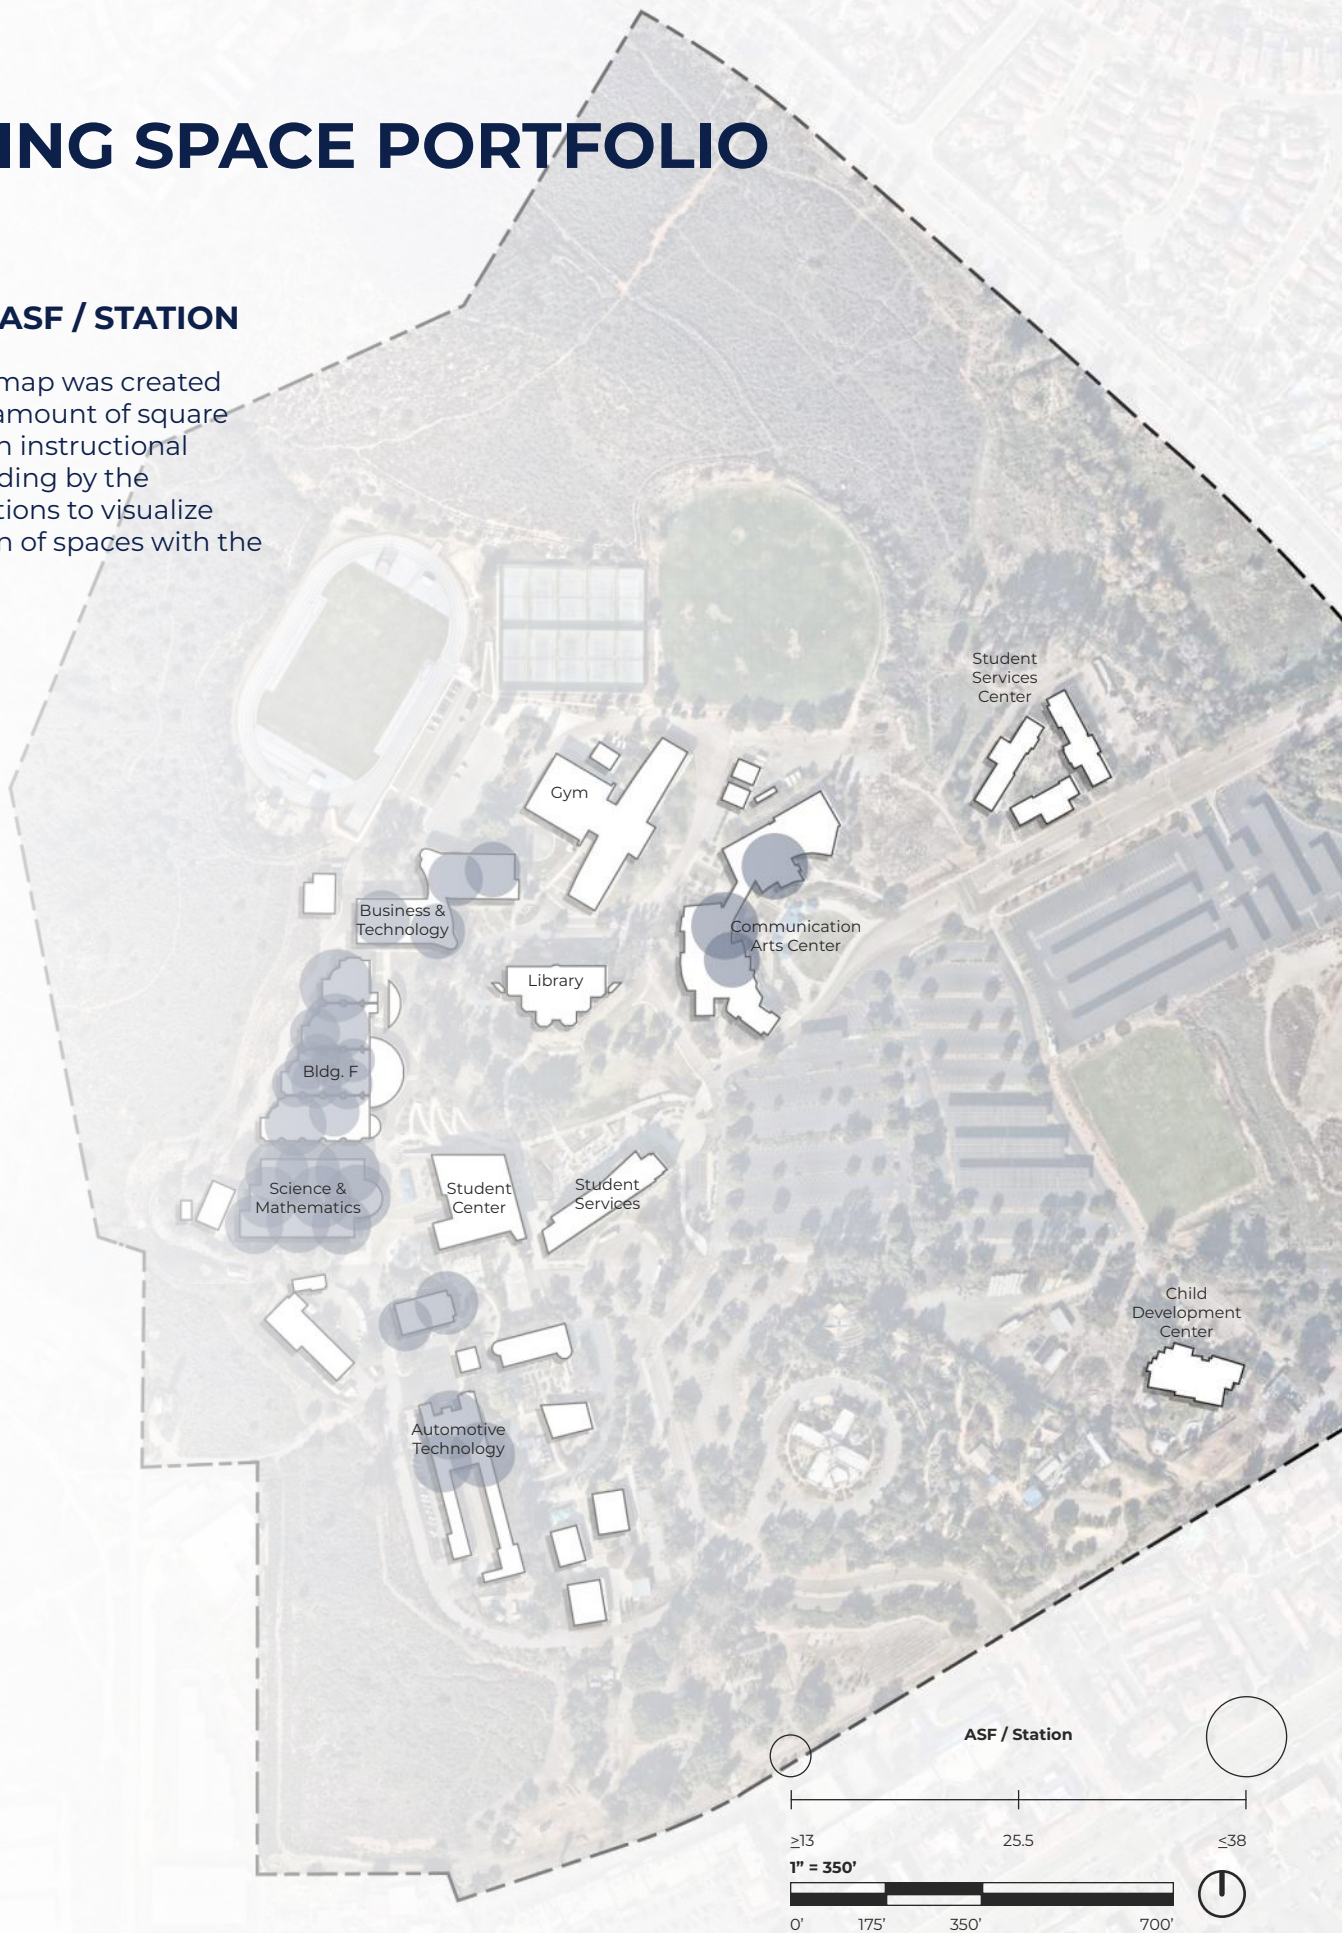 ING SPACE PORTFOLIO
ASF / STATION
map was created
amount of square
n instructional
ding by the
tions to visualize
n of spaces with the
Student
Services
Center
Gym
Business &
Technology
Communication
Arts Center
Library
Bldg. F
Science &
Mathematics
Student
Center
Student
Services
Child
Development
Center
Automotive
Technology
ASF / Station
≥13 25.5 ≤38
1” = 350’
0’ 175’ 350’ 700’